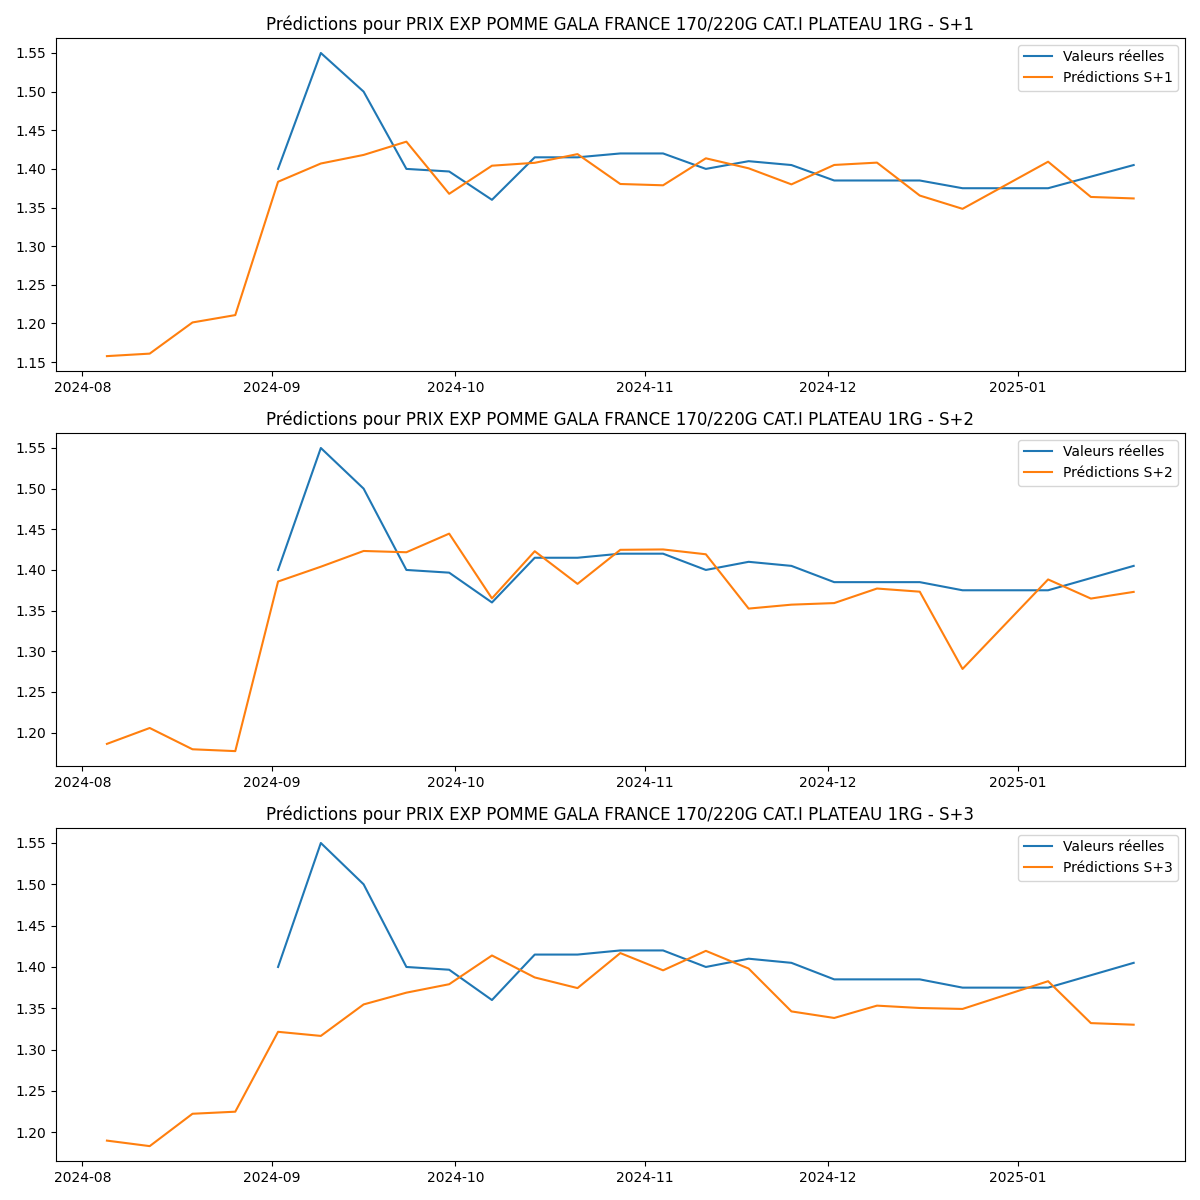 Prédictions pour PRIX EXP POMME GALA FRANCE 170/220G CAT.I PLATEAU 1RG - S+1
Valeurs réelles
Prédictions S+1
1.55
1.50
1.45
1.40
1.35
1.30
1.25
1.20
1.15
2024-08 2024-09 2024-10 2024-11 2024-12 2025-01
Prédictions pour PRIX EXP POMME GALA FRANCE 170/220G CAT.I PLATEAU 1RG - S+2
Valeurs réelles
Prédictions S+2
1.55
1.50
1.45
1.40
1.35
1.30
1.25
1.20
2024-08 2024-09 2024-10 2024-11 2024-12 2025-01
Prédictions pour PRIX EXP POMME GALA FRANCE 170/220G CAT.I PLATEAU 1RG - S+3
Valeurs réelles
Prédictions S+3
1.55
1.50
1.45
1.40
1.35
1.30
1.25
1.20
2024-08 2024-09 2024-10 2024-11 2024-12 2025-01